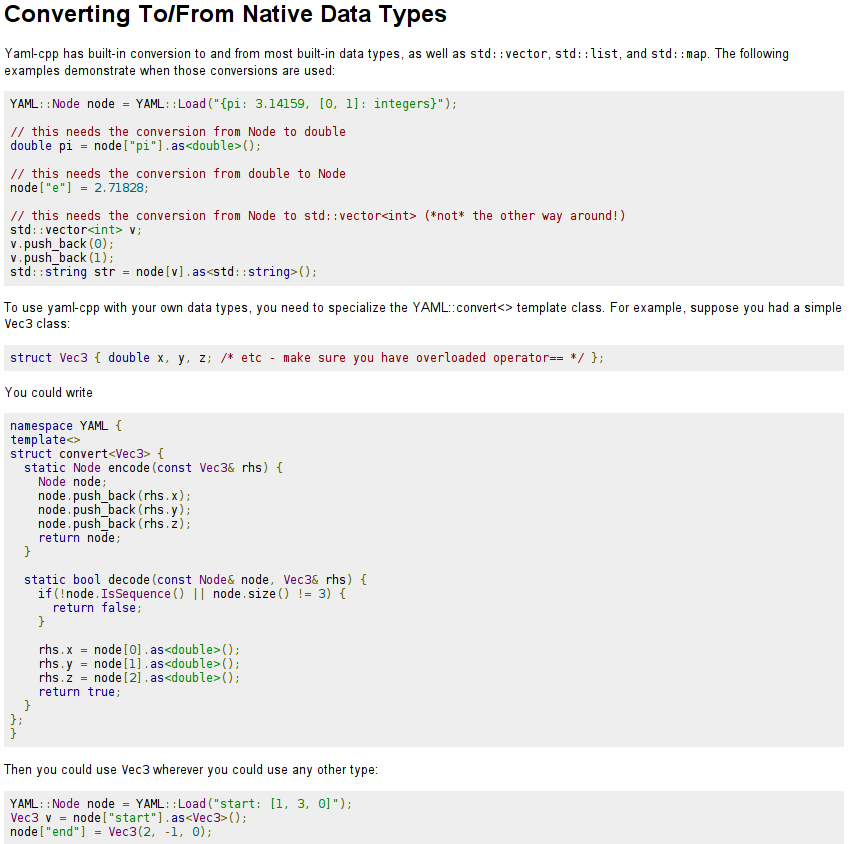 Converting To/From Native Data Types
Yaml-cpp has built-in conversion to and from most built-in data types, as well as std::vector, std::list, and std::map. The following
examples demonstrate when those conversions are used:
YAML::Node node = YAML::Load("{pi: 3.14159, [0, 1]: integers}");
// this needs the conversion from Node to double
double pi = node["pi"].as<double>();
// this needs the conversion from double to Node
node["e"] = 2.71828;
// this needs the conversion from Node to std::vector<int> (*not* the other way around!)
std::vector<int> v;
v.push_back(0);
v.push_back(1);
std::string str = node[v].as<std::string>();
To use yaml-cpp with your own data types, you need to specialize the YAML::convert<> template class. For example, suppose you had a simple
Vec3 class:
struct Vec3 { double x, y, z; /* etc - make sure you have overloaded operator== */ };
You could write
namespace YAML {
template<>
struct convert<Vec3> {
  static Node encode(const Vec3& rhs) {
    Node node;
    node.push_back(rhs.x);
    node.push_back(rhs.y);
    node.push_back(rhs.z);
    return node;
  }
  static bool decode(const Node& node, Vec3& rhs) {
    if(!node.IsSequence() || node.size() != 3) {
      return false;
    }
    rhs.x = node[0].as<double>();
    rhs.y = node[1].as<double>();
    rhs.z = node[2].as<double>();
    return true;
  }
};
}
Then you could use Vec3 wherever you could use any other type:
YAML::Node node = YAML::Load("start: [1, 3, 0]");
Vec3 v = node["start"].as<Vec3>();
node["end"] = Vec3(2, -1, 0);